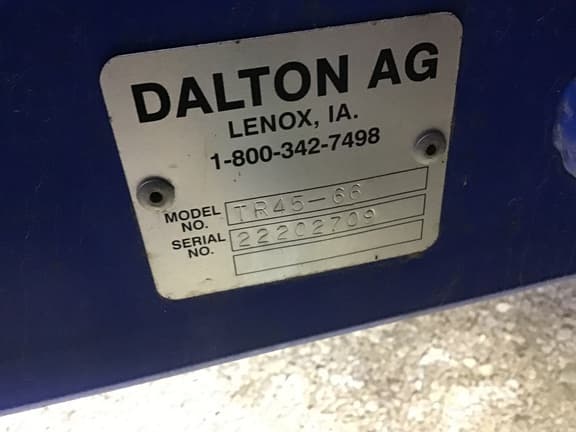 DALTON AG
LENOX, IA.
1-800-342-7498
MODEL NO. TR45-66
SERIAL NO. 22202709